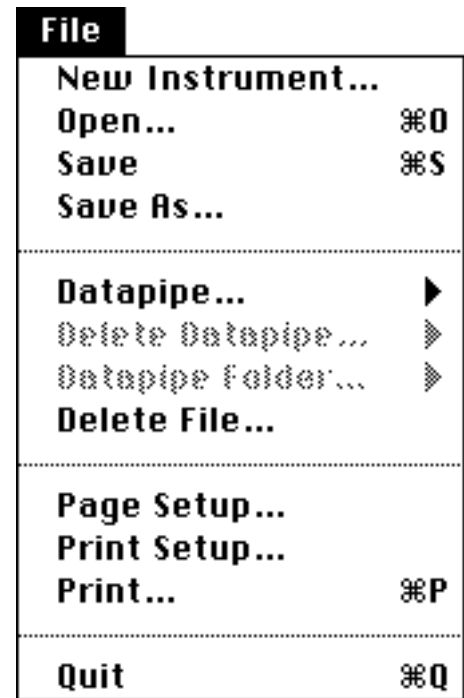 File
New Instrument...
Open... ⌘O
Save ⌘S
Save As...
Datapipe...
Delete Datapipe...
Datapipe Folder...
Delete File...
Page Setup...
Print Setup...
Print... ⌘P
Quit ⌘Q